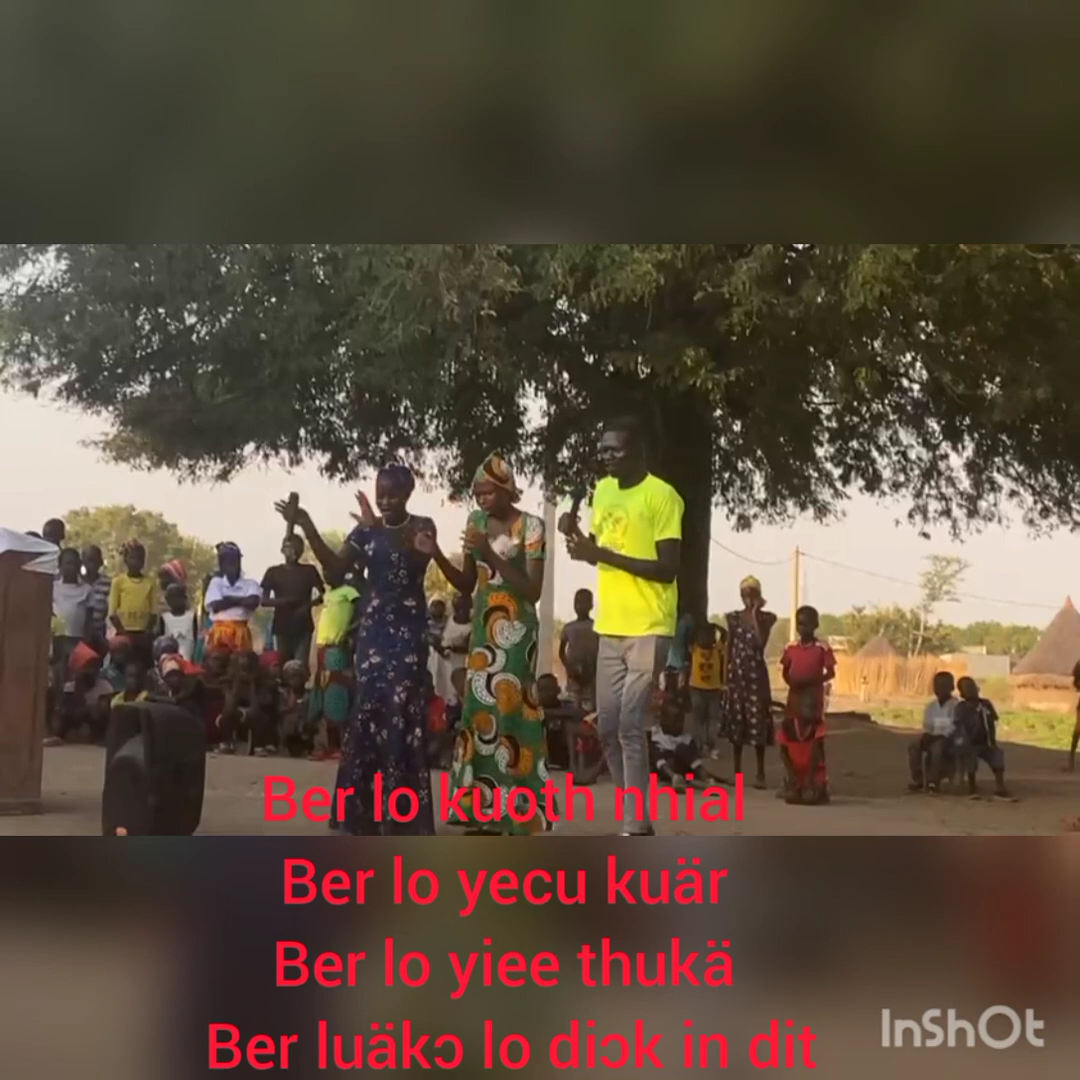 Ber lo kuoth nhial
Ber lo yecu kuär
Ber lo yiee thukä
Ber luäkɔ lo diɔk in dit
InShOt